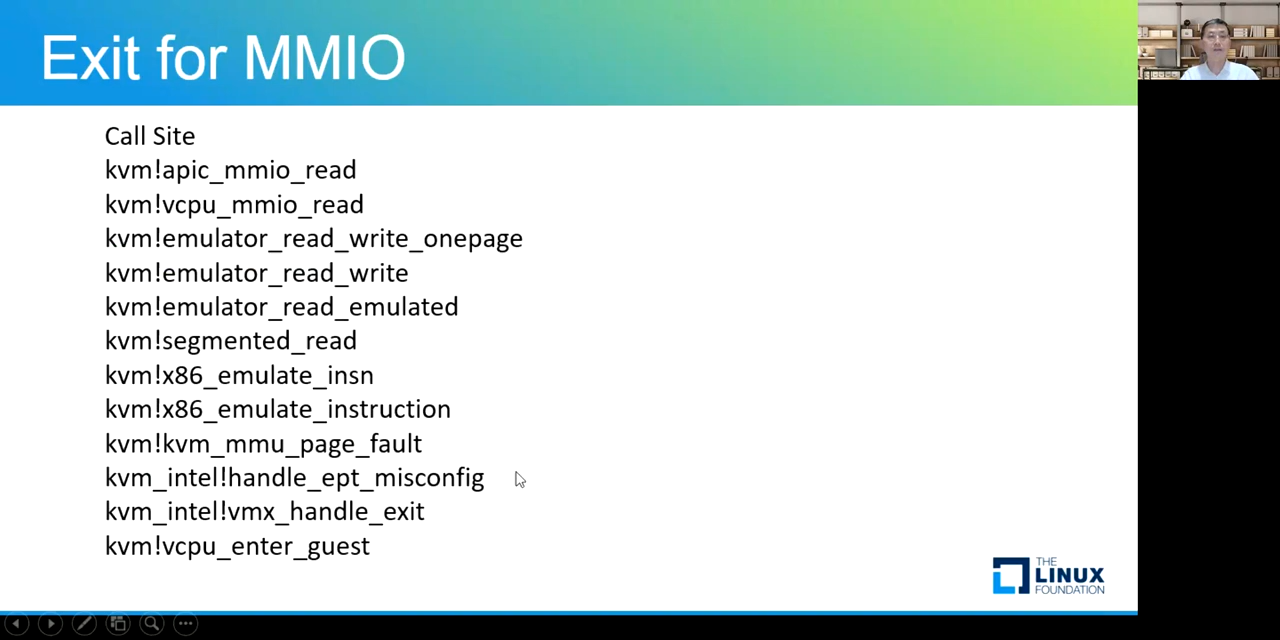 Exit for MMIO
Call Site
kvm!apic_mmio_read
kvm!vcpu_mmio_read
kvm!emulator_read_write_onepage
kvm!emulator_read_write
kvm!emulator_read_emulated
kvm!segmented_read
kvm!x86_emulate_insn
kvm!x86_emulate_instruction
kvm!kvm_mmu_page_fault
kvm_intel!handle_ept_misconfig
kvm_intel!vmx_handle_exit
kvm!vcpu_enter_guest
THE
LINUX
FOUNDATION